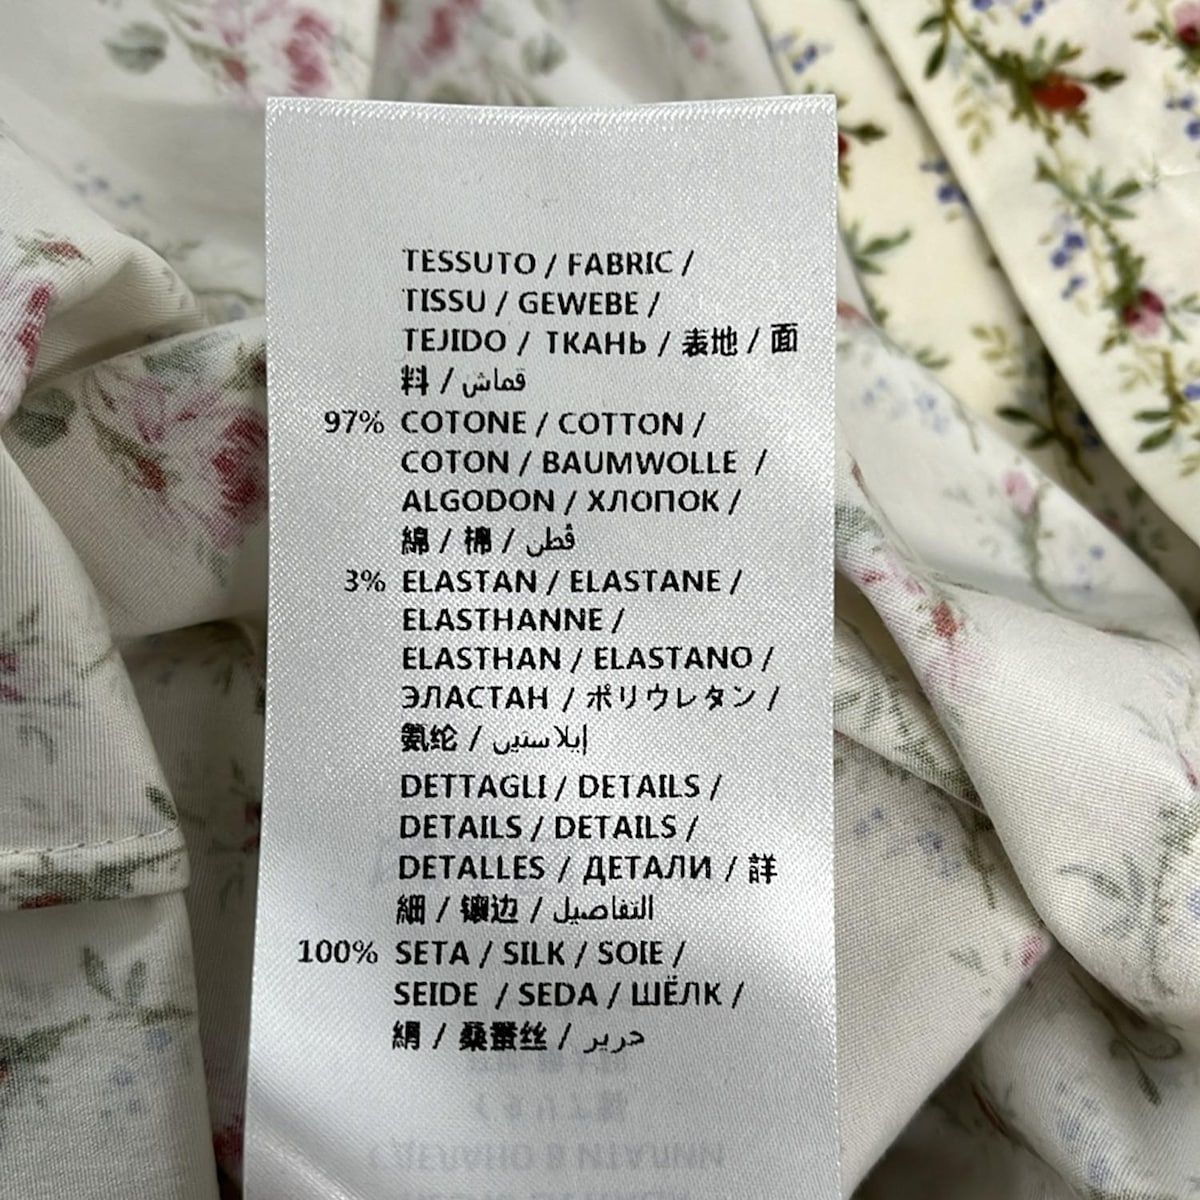 TESSUTO / FABRIC /
TISSU / GEWEBE /
TEJIDO / ТКАНЬ / 表地 / 面
料 / قماش
97% COTONE / COTTON /
COTON / BAUMWOLLE /
ALGODON / ХЛОПОК /
綿 / 棉 / قطن
3% ELASTAN / ELASTANE /
ELASTHANNE /
ELASTHAN / ELASTANO /
ЭЛАСТАН / ポリウレタン /
氨纶 / إيلاستين
DETTAGLI / DETAILS /
DETAILS / DETAILS /
DETALLES / ДЕТАЛИ / 詳
細 / 镶边 / التفاصيل
100% SETA / SILK / SOIE /
SEIDE / SEDA / ШЁЛК /
絹 / 桑蚕丝 / حرير
СДЕЛАНО В ИТАЛИИ